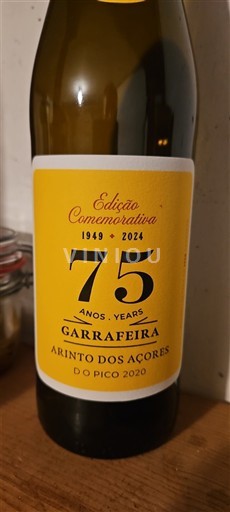 Edição
Comemorativa
1949 ✦ 2024
VINIOU
75
ANOS . YEARS
GARRAFEIRA
ARINTO DOS AÇORES
D O PICO 2020